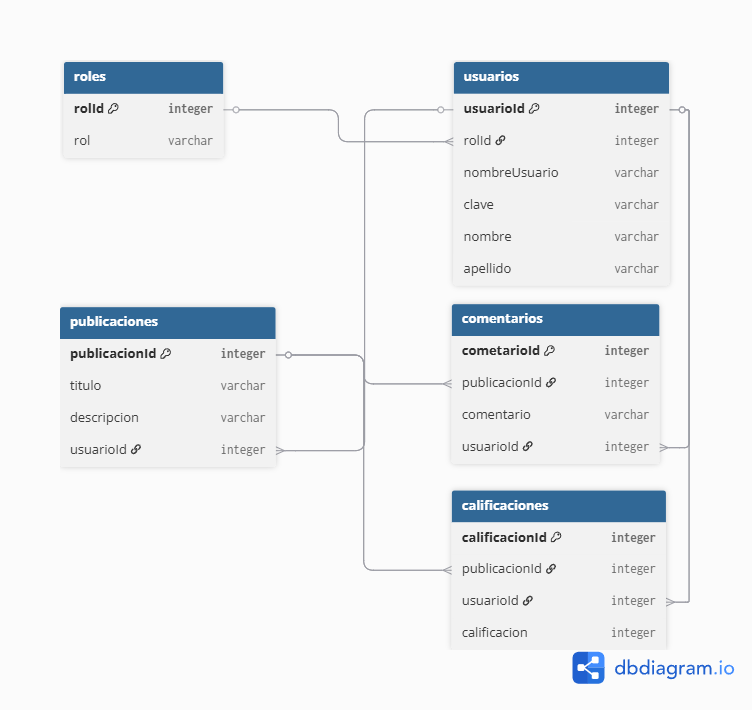 roles
rolId integer
rol varchar
usuarios
usuarioId integer
rolId integer
nombreUsuario varchar
clave varchar
nombre varchar
apellido varchar
publicaciones
publicacionId integer
titulo varchar
descripcion varchar
usuarioId integer
comentarios
cometarioId integer
publicacionId integer
comentario varchar
usuarioId integer
calificaciones
calificacionId integer
publicacionId integer
usuarioId integer
calificacion integer
dbdiagram.io